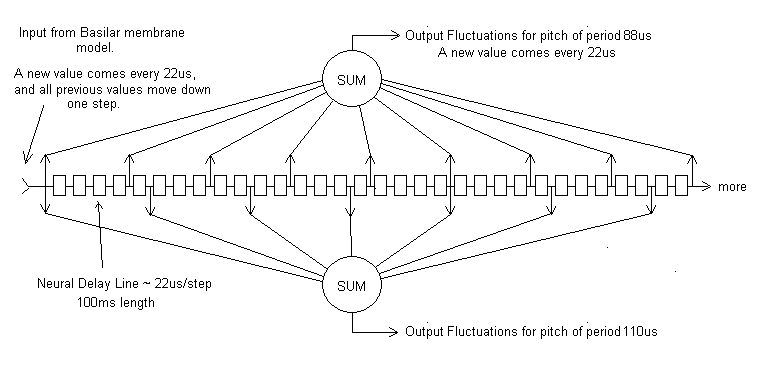 Input from Basilar membrane
model.
A new value comes every 22us,
and all previous values move down
one step.
Output Fluctuations for pitch of period 88us
A new value comes every 22us
SUM
more
Neural Delay Line ~ 22us/step
100ms length
SUM
Output Fluctuations for pitch of period 110us